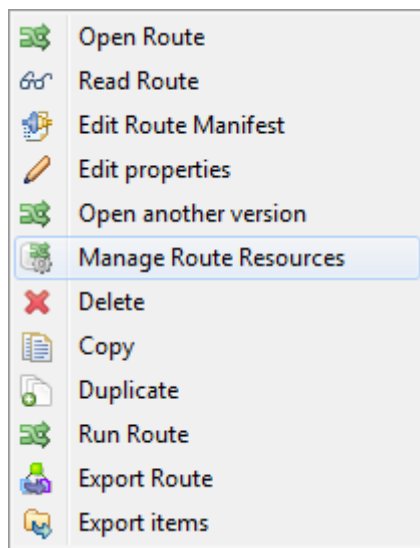 Open Route
Read Route
Edit Route Manifest
Edit properties
Open another version
Manage Route Resources
Delete
Copy
Duplicate
Run Route
Export Route
Export items